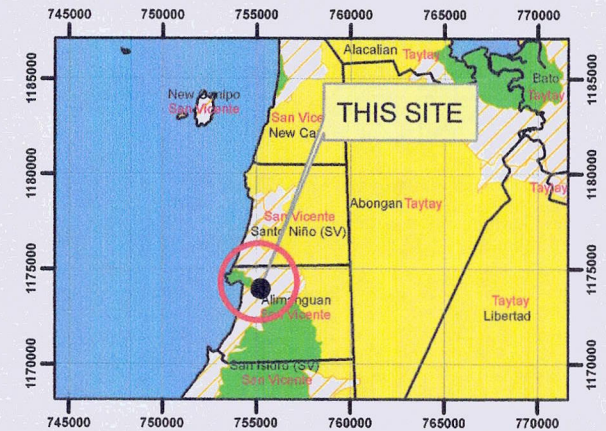 745000 750000 755000 760000 765000 770000
1185000
1180000
1175000
1170000
1185000
1180000
1175000
1170000
Alacalian Taytay
Bato
Taytay
New
San Vicente
THIS SITE
New Ca
Taytay
Abongan Taytay
San Vicente
Santo Niño (SV)
Alimanguan
San Vicente
Taytay
Libertad
San Isidro (SV)
San Vicente
745000 750000 755000 760000 765000 770000